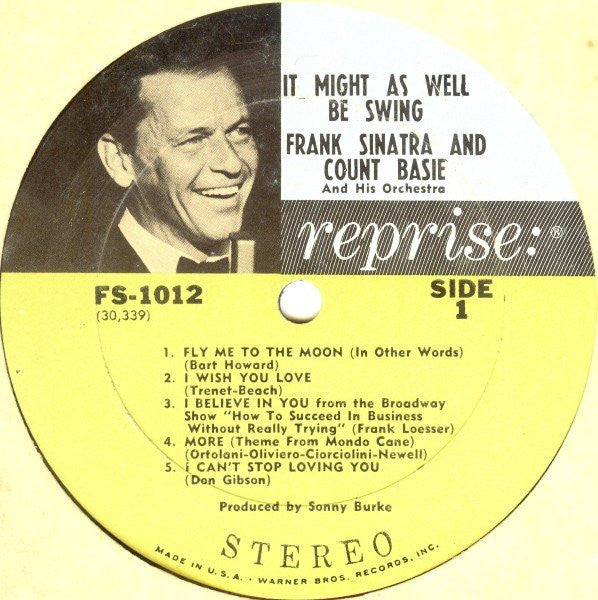 IT MIGHT AS WELL
BE SWING
FRANK SINATRA AND
COUNT BASIE
And His Orchestra
reprise:®
FS-1012
(30,339)
SIDE
1
1. FLY ME TO THE MOON (In Other Words)
(Bart Howard)
2. I WISH YOU LOVE
(Trenet-Beach)
3. I BELIEVE IN YOU from the Broadway
Show "How To Succeed In Business
Without Really Trying" (Frank Loesser)
4. MORE (Theme From Mondo Cane)
(Ortolani-Oliviero-Ciorciolini-Newell)
5. I CAN'T STOP LOVING YOU
(Don Gibson)
Produced by Sonny Burke
STEREO
MADE IN U.S.A. · WARNER BROS. RECORDS, INC.